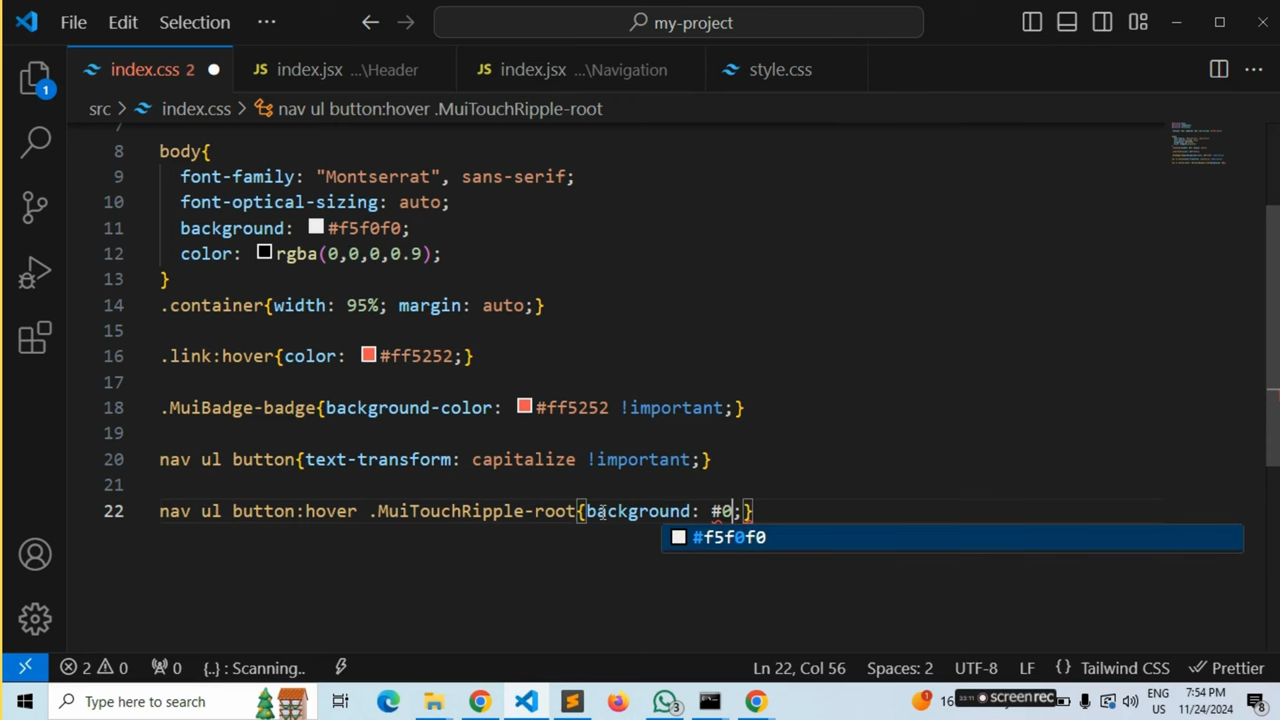 File Edit Selection ··· my-project
index.css 2 index.jsx ...\Header index.jsx ...\Navigation style.css ···
src > index.css > nav ul button:hover .MuiTouchRipple-root
7
8 body{
9 font-family: "Montserrat", sans-serif;
10 font-optical-sizing: auto;
11 background: #f5f0f0;
12 color: rgba(0,0,0,0.9);
13 }
14 .container{width: 95%; margin: auto;}
15
16 .link:hover{color: #ff5252;}
17
18 .MuiBadge-badge{background-color: #ff5252 !important;}
19
20 nav ul button{text-transform: capitalize !important;}
21
22 nav ul button:hover .MuiTouchRipple-root{background: #0;}
#f5f0f0
1
2 0 0 {..} : Scanning.. Ln 22, Col 56 Spaces: 2 UTF-8 LF {} Tailwind CSS Prettier
Type here to search 3 16 33:11 screenrec ENG US 7:54 PM 11/24/2024 8